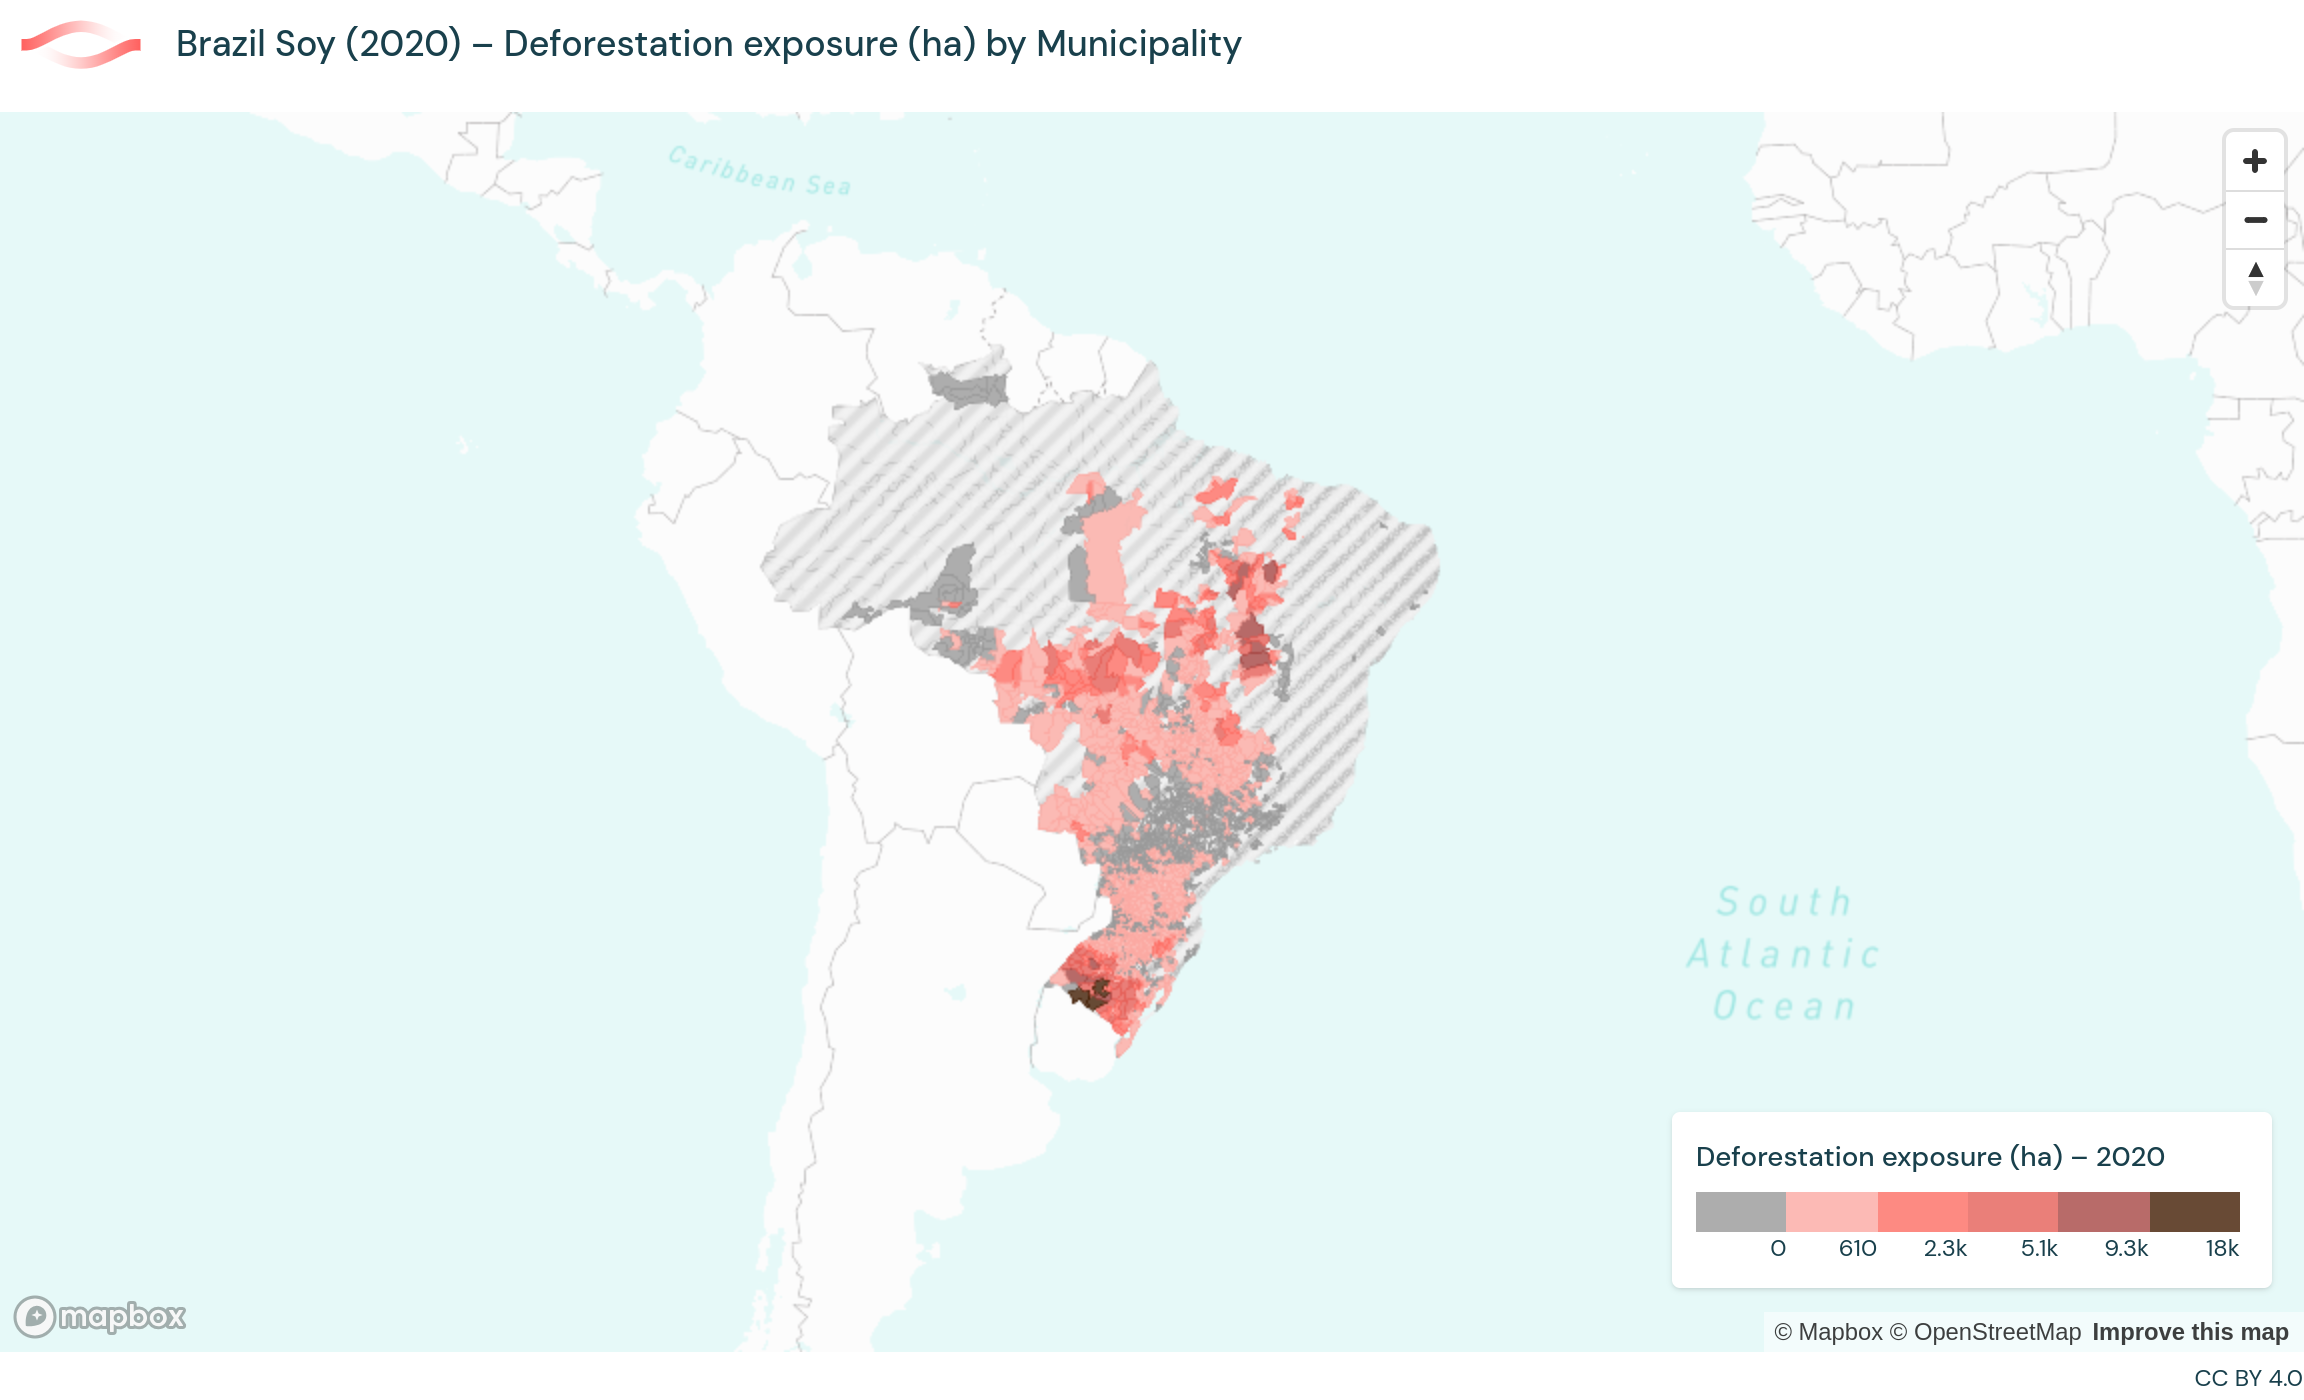 Brazil Soy (2020) – Deforestation exposure (ha) by Municipality
Caribbean Sea
South
Atlantic
Ocean
Deforestation exposure (ha) – 2020
0 610 2.3k 5.1k 9.3k 18k
mapbox
© Mapbox © OpenStreetMap Improve this map
CC BY 4.0